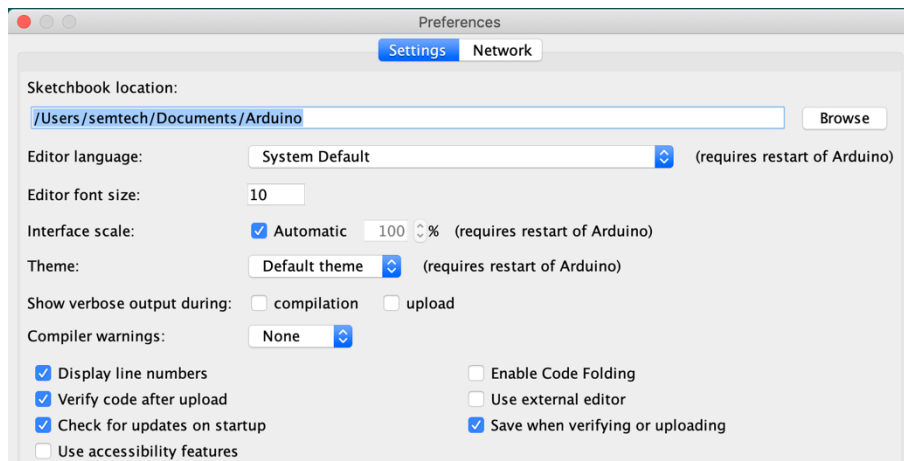 Preferences
Settings Network
Sketchbook location:
/Users/semtech/Documents/Arduino Browse
Editor language: System Default (requires restart of Arduino)
Editor font size: 10
Interface scale: Automatic 100 % (requires restart of Arduino)
Theme: Default theme (requires restart of Arduino)
Show verbose output during: compilation upload
Compiler warnings: None
Display line numbers Enable Code Folding
Verify code after upload Use external editor
Check for updates on startup Save when verifying or uploading
Use accessibility features